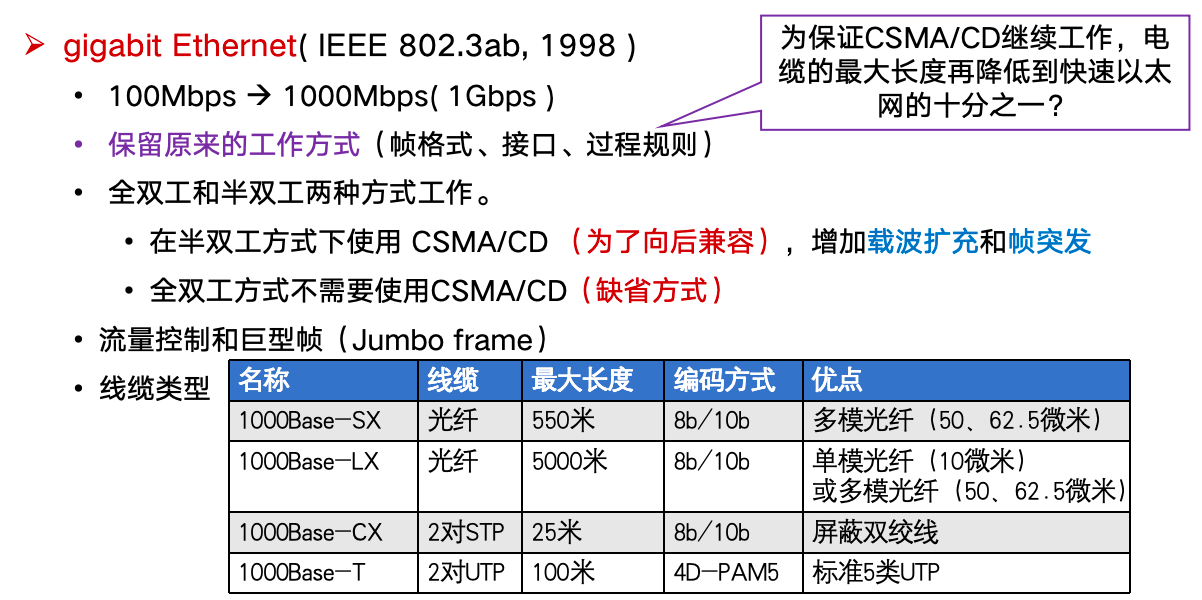 ➢ gigabit Ethernet( IEEE 802.3ab, 1998 )
为保证CSMA/CD继续工作，电
缆的最大长度再降低到快速以太
网的十分之一？
• 100Mbps → 1000Mbps( 1Gbps )
• 保留原来的工作方式（帧格式、接口、过程规则）
• 全双工和半双工两种方式工作。
• 在半双工方式下使用 CSMA/CD （为了向后兼容），增加载波扩充和帧突发
• 全双工方式不需要使用CSMA/CD（缺省方式）
• 流量控制和巨型帧（Jumbo frame）
• 线缆类型
名称 线缆 最大长度 编码方式 优点
1000Base-SX 光纤 550米 8b/10b 多模光纤（50、62.5微米）
1000Base-LX 光纤 5000米 8b/10b 单模光纤（10微米）
或多模光纤（50、62.5微米）
1000Base-CX 2对STP 25米 8b/10b 屏蔽双绞线
1000Base-T 2对UTP 100米 4D-PAM5 标准5类UTP